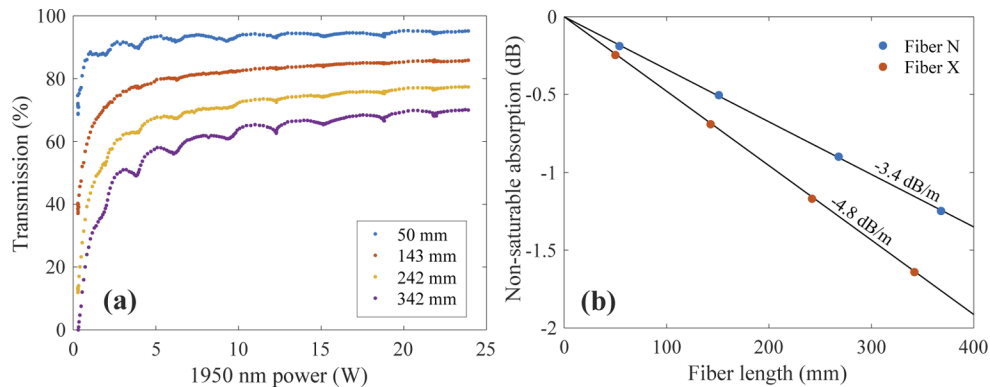 100
80
60
40
20
0
Transmission (%)
0 5 10 15 20 25
1950 nm power (W)
(a)
50 mm
143 mm
242 mm
342 mm
0
-0.5
-1
-1.5
-2
Non-saturable absorption (dB)
0 100 200 300 400
Fiber length (mm)
(b)
Fiber N
Fiber X
-3.4 dB/m
-4.8 dB/m